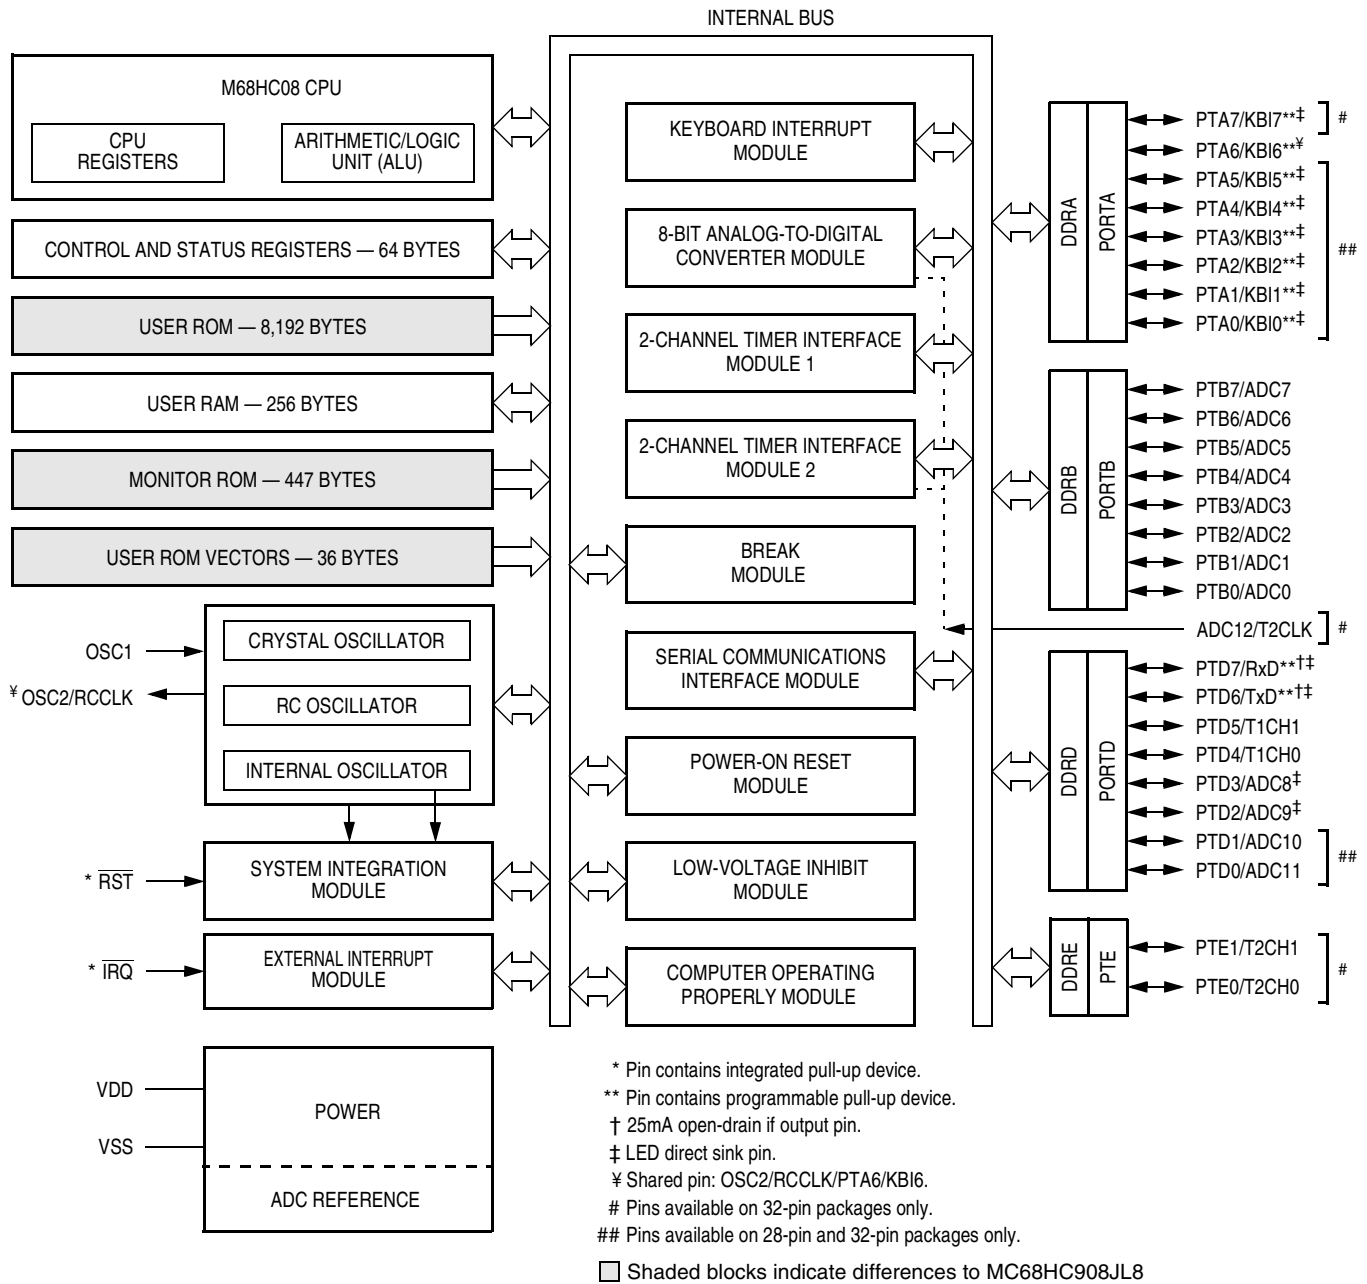 INTERNAL BUS
M68HC08 CPU
CPU
REGISTERS
ARITHMETIC/LOGIC
UNIT (ALU)
CONTROL AND STATUS REGISTERS — 64 BYTES
USER ROM — 8,192 BYTES
USER RAM — 256 BYTES
MONITOR ROM — 447 BYTES
USER ROM VECTORS — 36 BYTES
OSC1
¥ OSC2/RCCLK
CRYSTAL OSCILLATOR
RC OSCILLATOR
INTERNAL OSCILLATOR
* RST
SYSTEM INTEGRATION
MODULE
* IRQ
EXTERNAL INTERRUPT
MODULE
VDD
VSS
POWER
ADC REFERENCE
KEYBOARD INTERRUPT
MODULE
8-BIT ANALOG-TO-DIGITAL
CONVERTER MODULE
2-CHANNEL TIMER INTERFACE
MODULE 1
2-CHANNEL TIMER INTERFACE
MODULE 2
BREAK
MODULE
SERIAL COMMUNICATIONS
INTERFACE MODULE
POWER-ON RESET
MODULE
LOW-VOLTAGE INHIBIT
MODULE
COMPUTER OPERATING
PROPERLY MODULE
DDRA
PORTA
PTA7/KBI7**‡
#
PTA6/KBI6**¥
PTA5/KBI5**‡
PTA4/KBI4**‡
PTA3/KBI3**‡
PTA2/KBI2**‡
PTA1/KBI1**‡
PTA0/KBI0**‡
##
DDRB
PORTB
PTB7/ADC7
PTB6/ADC6
PTB5/ADC5
PTB4/ADC4
PTB3/ADC3
PTB2/ADC2
PTB1/ADC1
PTB0/ADC0
ADC12/T2CLK
#
DDRD
PORTD
PTD7/RxD**†‡
PTD6/TxD**†‡
PTD5/T1CH1
PTD4/T1CH0
PTD3/ADC8‡
PTD2/ADC9‡
PTD1/ADC10
PTD0/ADC11
##
DDRE
PTE
PTE1/T2CH1
PTE0/T2CH0
#
* Pin contains integrated pull-up device.
** Pin contains programmable pull-up device.
† 25mA open-drain if output pin.
‡ LED direct sink pin.
¥ Shared pin: OSC2/RCCLK/PTA6/KBI6.
# Pins available on 32-pin packages only.
## Pins available on 28-pin and 32-pin packages only.
Shaded blocks indicate differences to MC68HC908JL8